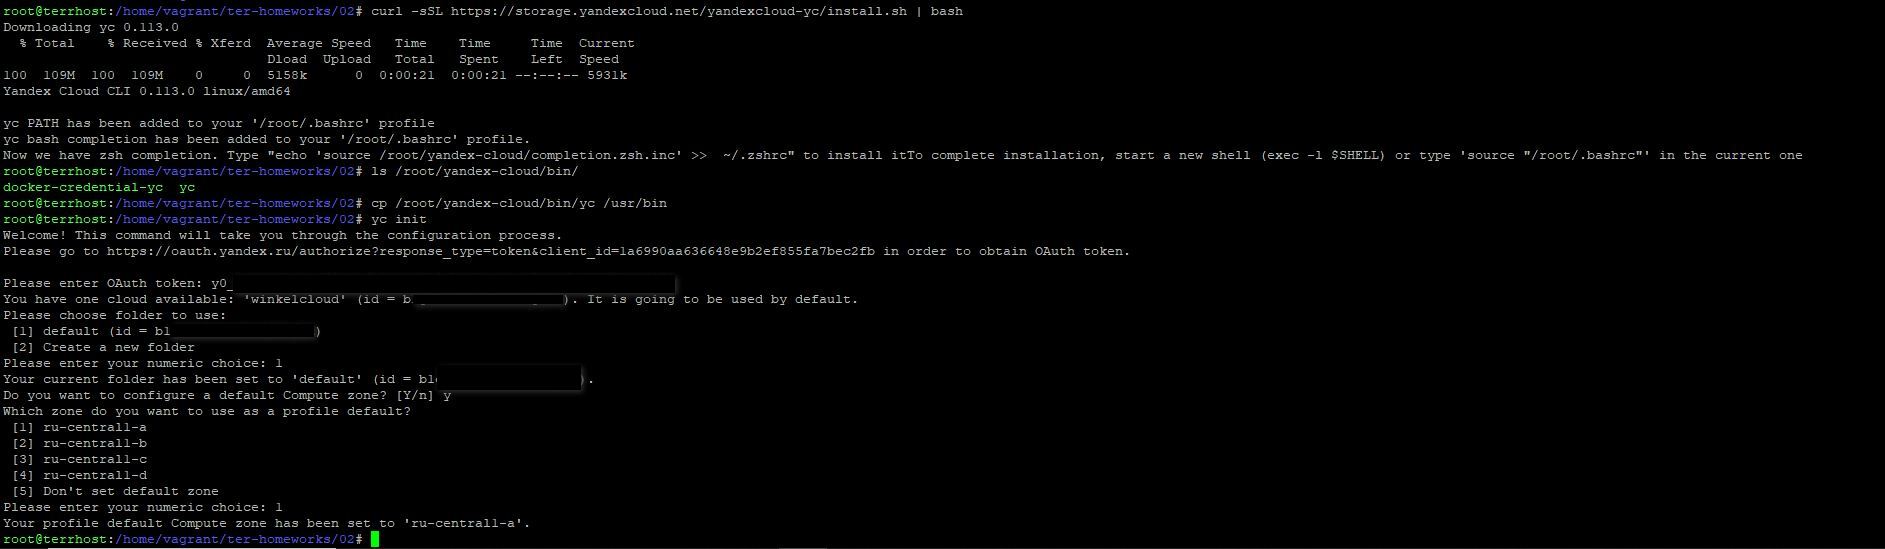 root@terrhost:/home/vagrant/ter-homeworks/02# curl -sSL https://storage.yandexcloud.net/yandexcloud-yc/install.sh | bash
Downloading yc 0.113.0
  % Total    % Received % Xferd  Average Speed   Time    Time     Time  Current
                                 Dload  Upload   Total   Spent    Left  Speed
100  109M  100  109M    0     0  5158k      0  0:00:21  0:00:21 --:--:-- 5931k
Yandex Cloud CLI 0.113.0 linux/amd64
yc PATH has been added to your '/root/.bashrc' profile
yc bash completion has been added to your '/root/.bashrc' profile.
Now we have zsh completion. Type "echo 'source /root/yandex-cloud/completion.zsh.inc' >>  ~/.zshrc" to install itTo complete installation, start a new shell (exec -l $SHELL) or type 'source "/root/.bashrc"' in the current one
root@terrhost:/home/vagrant/ter-homeworks/02# ls /root/yandex-cloud/bin/
docker-credential-yc  yc
root@terrhost:/home/vagrant/ter-homeworks/02# cp /root/yandex-cloud/bin/yc /usr/bin
root@terrhost:/home/vagrant/ter-homeworks/02# yc init
Welcome! This command will take you through the configuration process.
Please go to https://oauth.yandex.ru/authorize?response_type=token&client_id=1a6990aa636648e9b2ef855fa7bec2fb in order to obtain OAuth token.
Please enter OAuth token: y0_
You have one cloud available: 'winkelcloud' (id = b ). It is going to be used by default.
Please choose folder to use:
 [1] default (id = b1 )
 [2] Create a new folder
Please enter your numeric choice: 1
Your current folder has been set to 'default' (id = b1 ).
Do you want to configure a default Compute zone? [Y/n] y
Which zone do you want to use as a profile default?
 [1] ru-central1-a
 [2] ru-central1-b
 [3] ru-central1-c
 [4] ru-central1-d
 [5] Don't set default zone
Please enter your numeric choice: 1
Your profile default Compute zone has been set to 'ru-central1-a'.
root@terrhost:/home/vagrant/ter-homeworks/02#